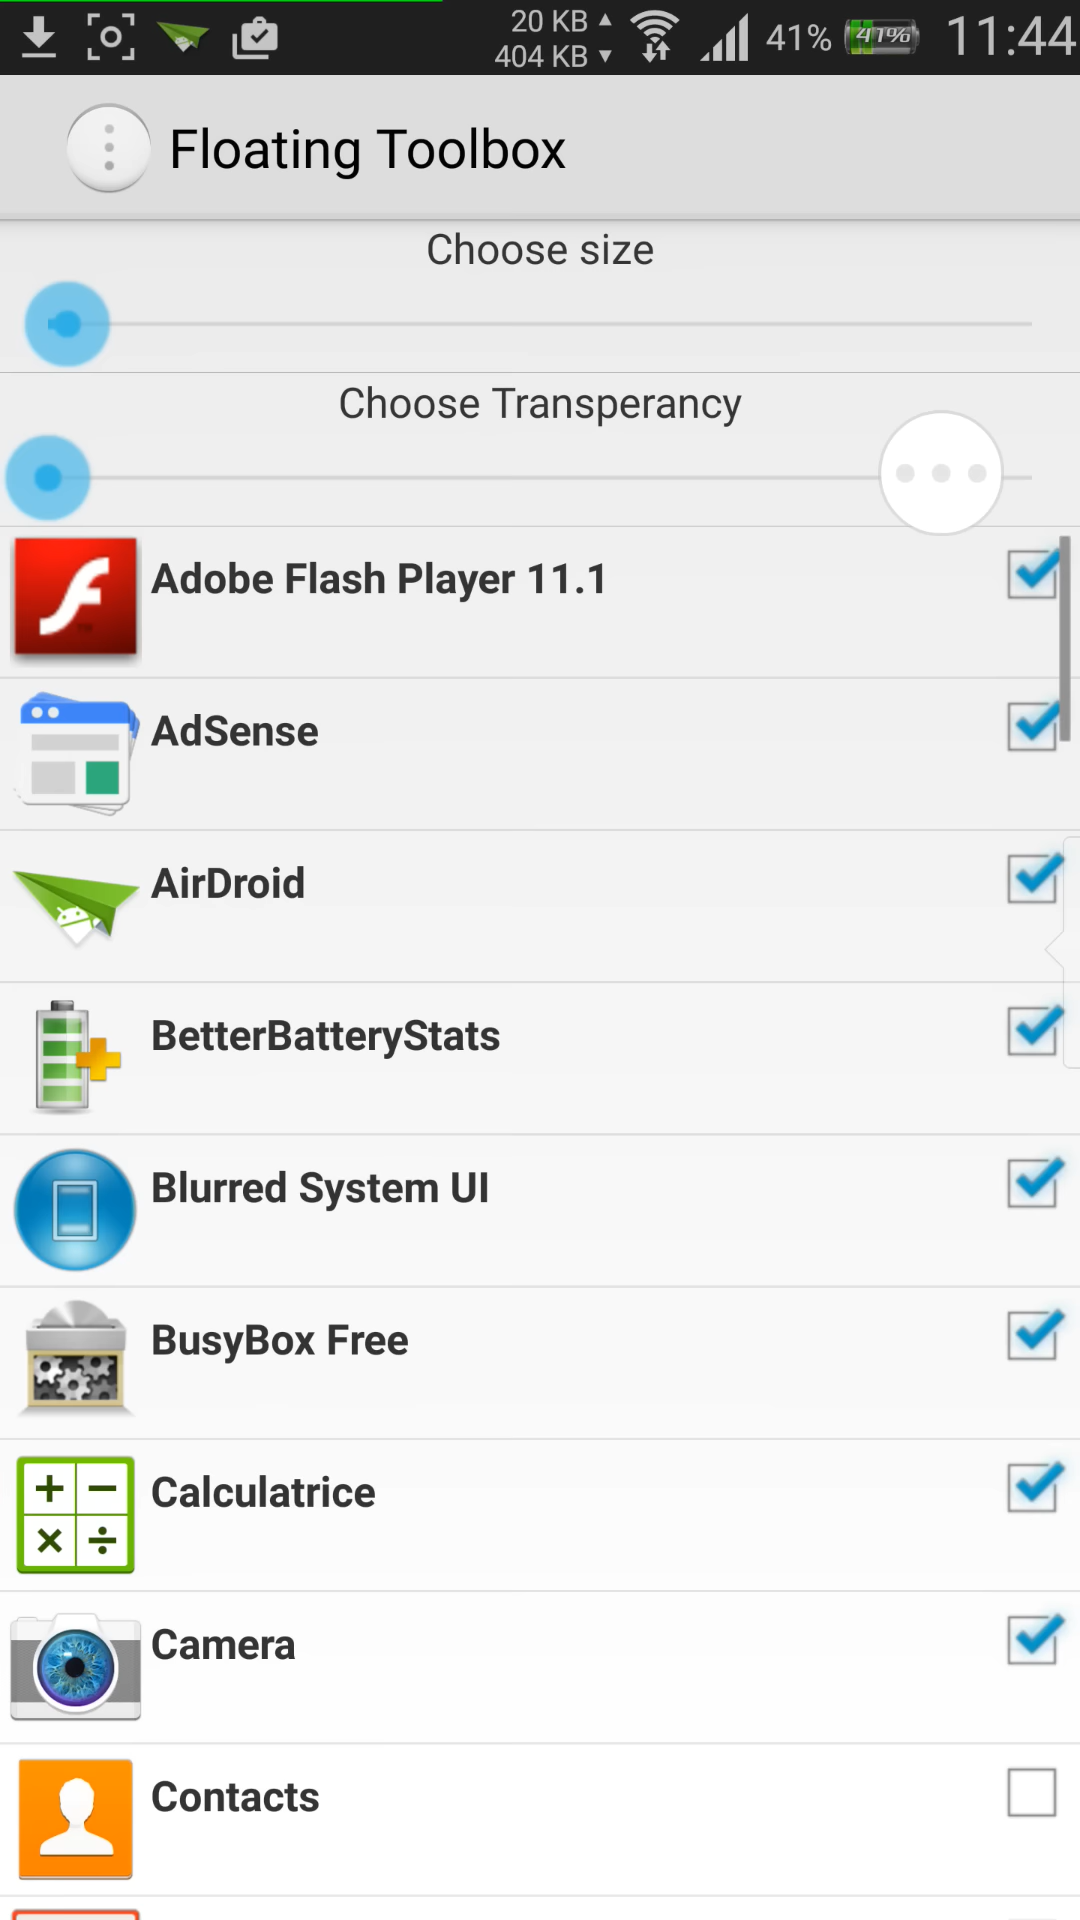 20 KB ▲
404 KB ▼
41%
41%
11:44
Floating Toolbox
Choose size
Choose Transperancy
Adobe Flash Player 11.1
AdSense
AirDroid
BetterBatteryStats
Blurred System UI
BusyBox Free
Calculatrice
Camera
Contacts